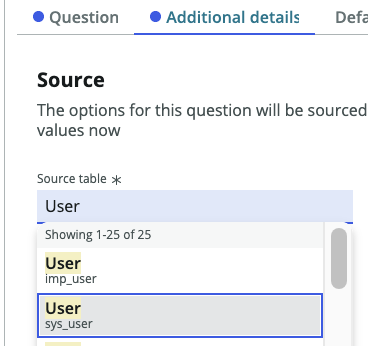 Question Additional details Defa
Source
The options for this question will be sourced
values now
Source table *
User
Showing 1-25 of 25
User
imp_user
User
sys_user